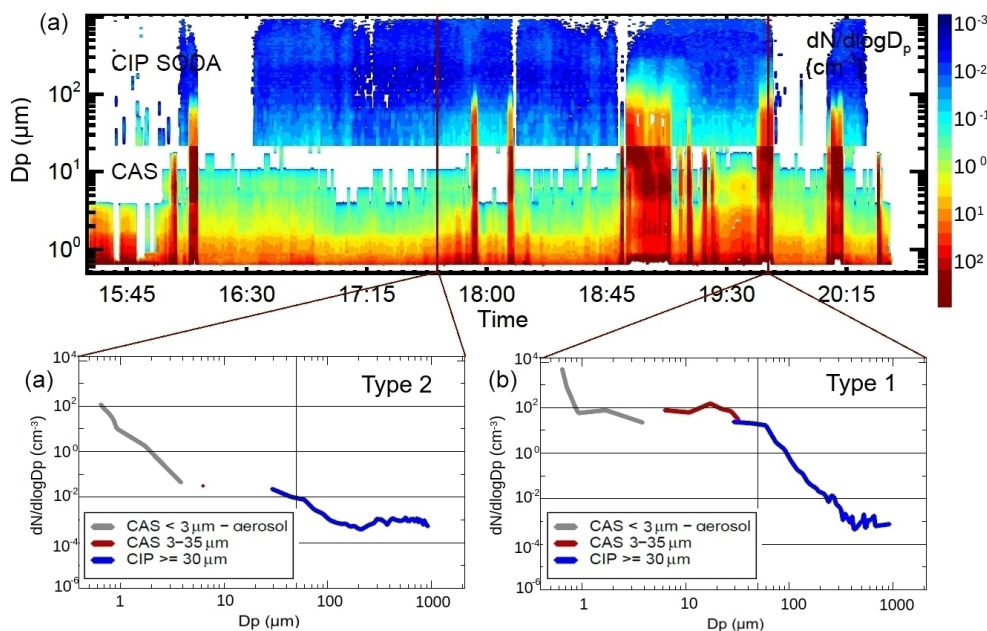 (a)
dN/dlogDp
(cm⁻³)
CIP SODA
CAS
Dp (μm)
10²
10¹
10⁰
10⁻³
10⁻²
10⁻¹
10⁰
10¹
10²
15:45 16:30 17:15 18:00 18:45 19:30 20:15
Time
(a)
Type 2
dN/dlogDp (cm⁻³)
10⁴
10²
10⁰
10⁻²
10⁻⁴
10⁻⁶
CAS < 3 μm – aerosol
CAS 3–35 μm
CIP >= 30 μm
1 10 100 1000
Dp (μm)
(b)
Type 1
dN/dlogDp (cm⁻³)
10⁴
10²
10⁰
10⁻²
10⁻⁴
10⁻⁶
CAS < 3 μm – aerosol
CAS 3–35 μm
CIP >= 30 μm
1 10 100 1000
Dp (μm)